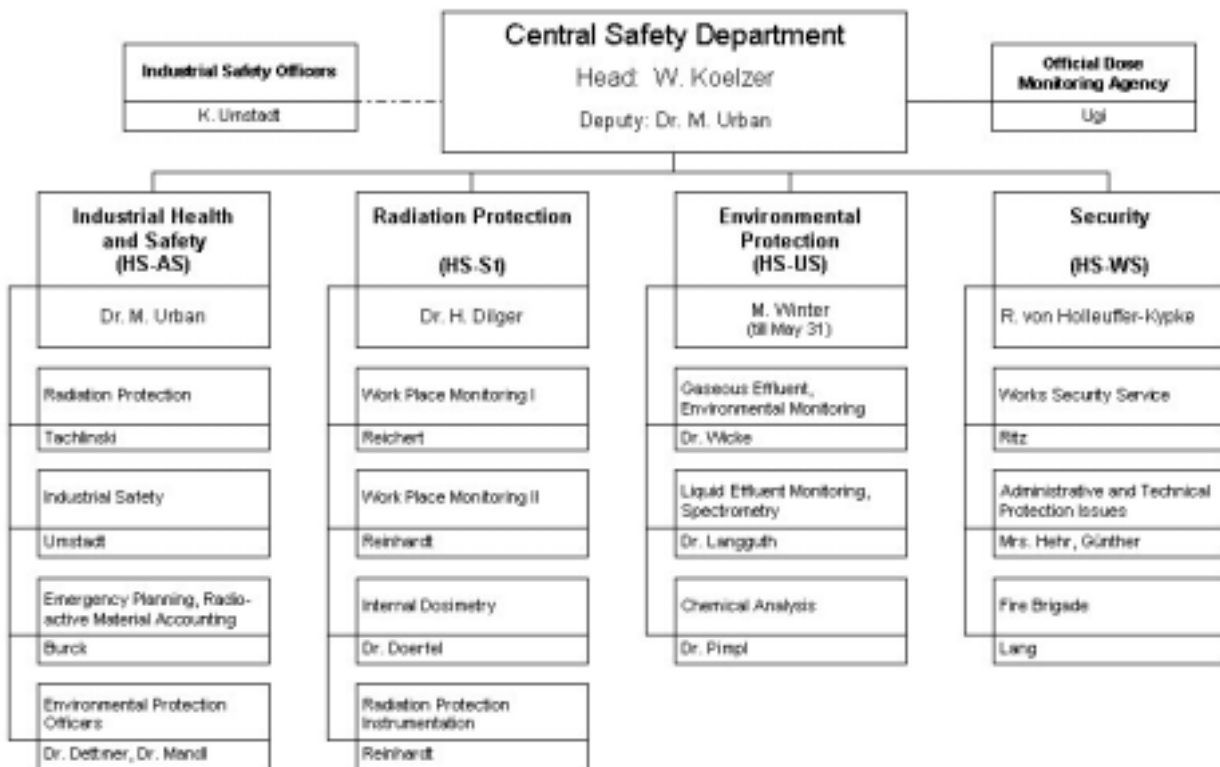 Central Safety Department
Head: W. Koelzer
Deputy: Dr. M. Urban
Industrial Safety Officers
K. Umstadt
Official Dose
Monitoring Agency
Ugi
Industrial Health
and Safety
(HS-AS)
Dr. M. Urban
Radiation Protection
Tachlinski
Industrial Safety
Umstadt
Emergency Planning, Radio-
active Material Accounting
Burck
Environmental Protection
Officers
Dr. Dettmer, Dr. Mandl
Radiation Protection
(HS-St)
Dr. H. Dilger
Work Place Monitoring I
Reichert
Work Place Monitoring II
Reinhardt
Internal Dosimetry
Dr. Doerfel
Radiation Protection
Instrumentation
Reinhardt
Environmental
Protection
(HS-US)
M. Winter
(till May 31)
Gaseous Effluent,
Environmental Monitoring
Dr. Wicke
Liquid Effluent Monitoring,
Spectrometry
Dr. Langguth
Chemical Analysis
Dr. Pimpl
Security
(HS-WS)
R. von Holleuffer-Kypke
Works Security Service
Ritz
Administrative and Technical
Protection Issues
Mrs. Hehr, Günther
Fire Brigade
Lang